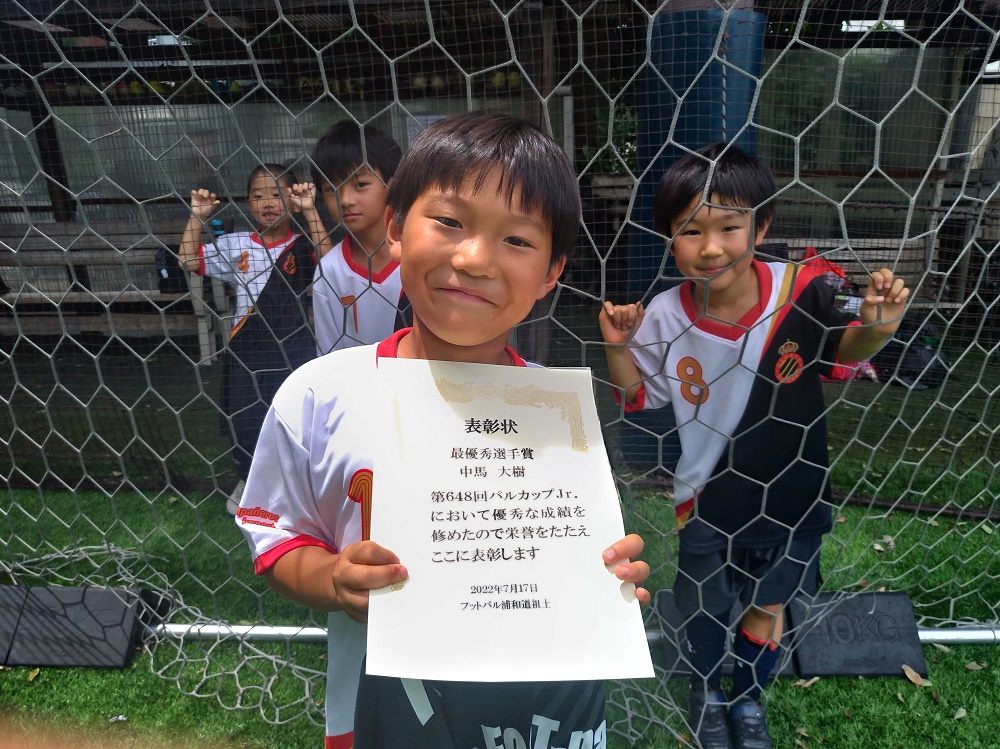 表彰状
最優秀選手賞
中馬 大樹
第648回パルカップJr.
において優秀な成績を
修めたので栄誉をたたえ
ここに表彰します
2022年7月17日
フットパル浦和道祖土
8
7
10KG